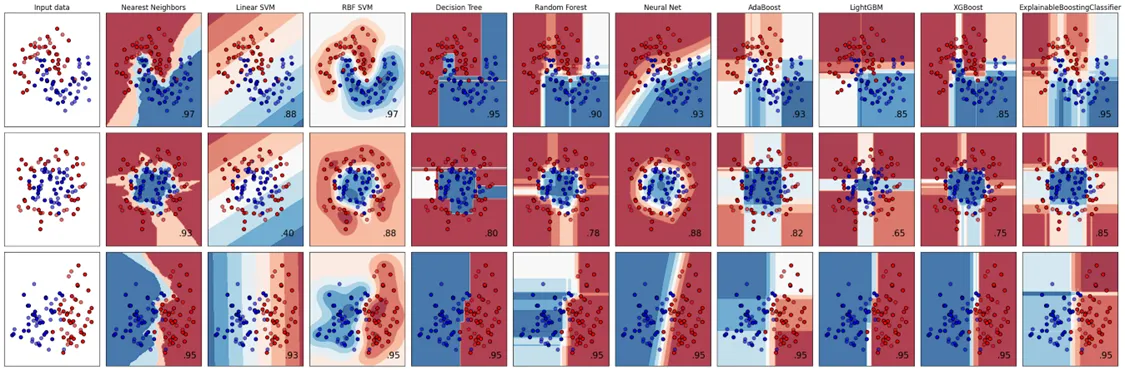 Input data Nearest Neighbors Linear SVM RBF SVM Decision Tree Random Forest Neural Net AdaBoost LightGBM XGBoost ExplainableBoostingClassifier
.97 .88 .97 .95 .90 .93 .93 .85 .85 .95
.93 .40 .88 .80 .78 .88 .82 .65 .75 .85
.95 .93 .95 .95 .95 .95 .95 .95 .95 .95